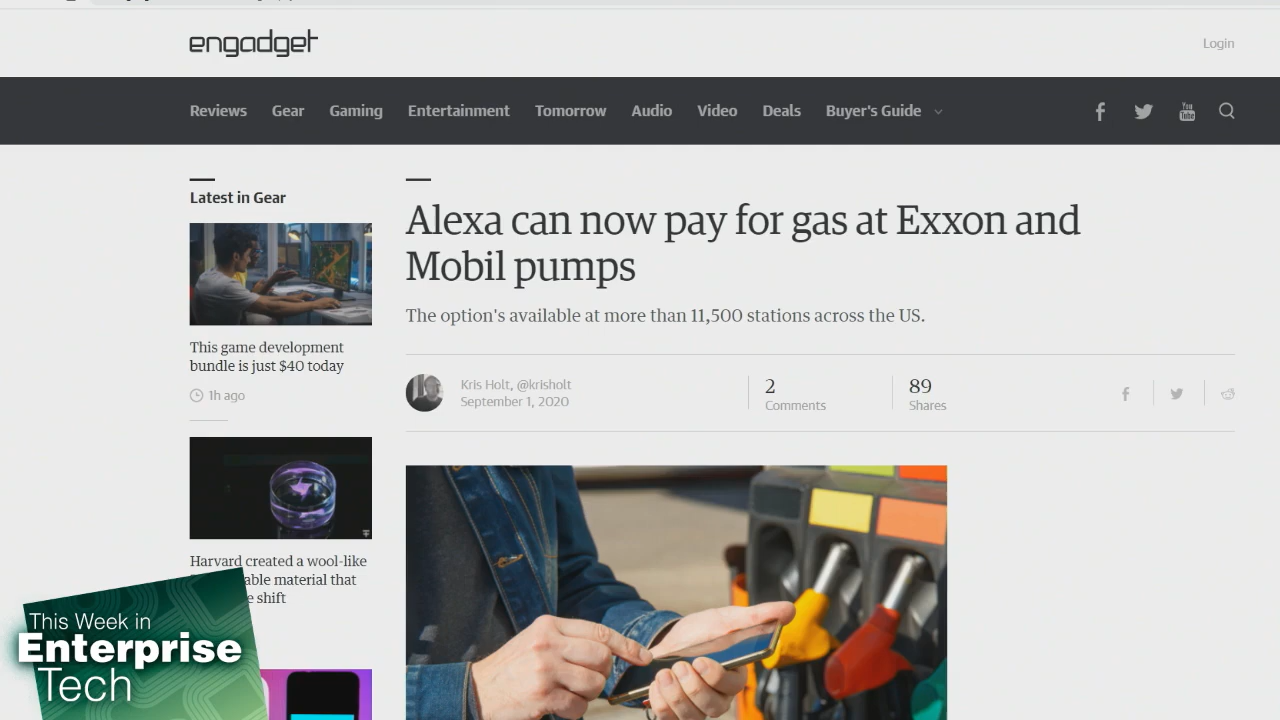 engadget
Login
Reviews
Gear
Gaming
Entertainment
Tomorrow
Audio
Video
Deals
Buyer's Guide
You
Tube
Latest in Gear
This game development
bundle is just $40 today
1h ago
Harvard created a wool-like
able material that
e shift
Alexa can now pay for gas at Exxon and
Mobil pumps
The option's available at more than 11,500 stations across the US.
Kris Holt, @krisholt
September 1, 2020
2
Comments
89
Shares
This Week in
Enterprise
Tech